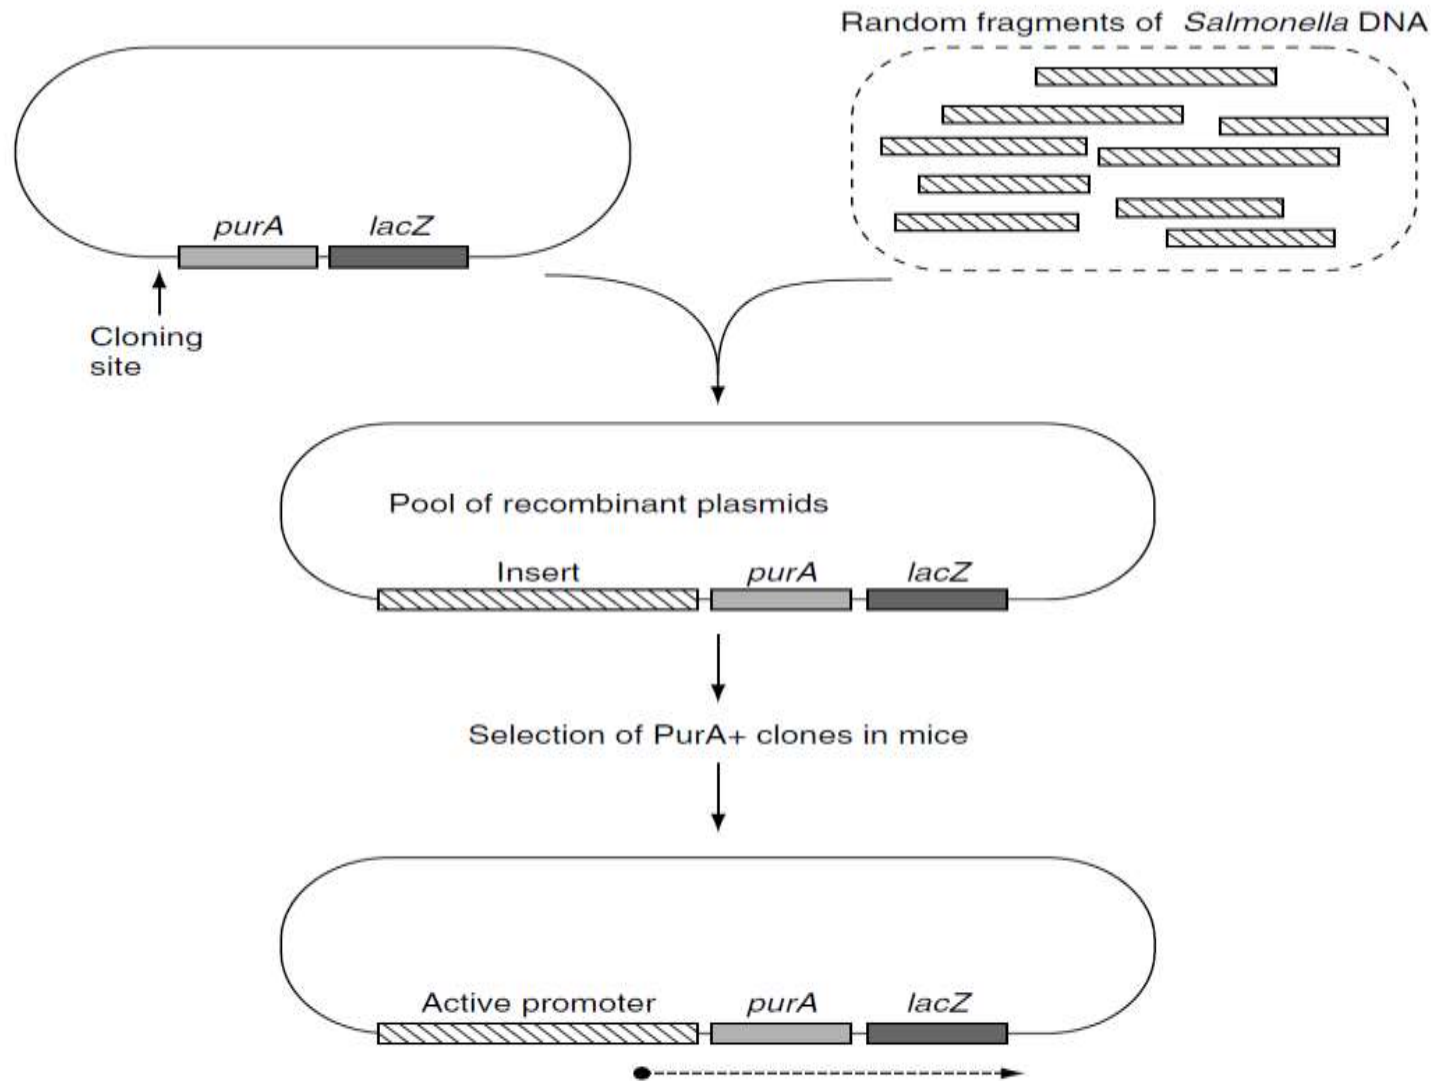 Random fragments of Salmonella DNA
purA lacZ
Cloning
site
Pool of recombinant plasmids
Insert purA lacZ
Selection of PurA+ clones in mice
Active promoter purA lacZ